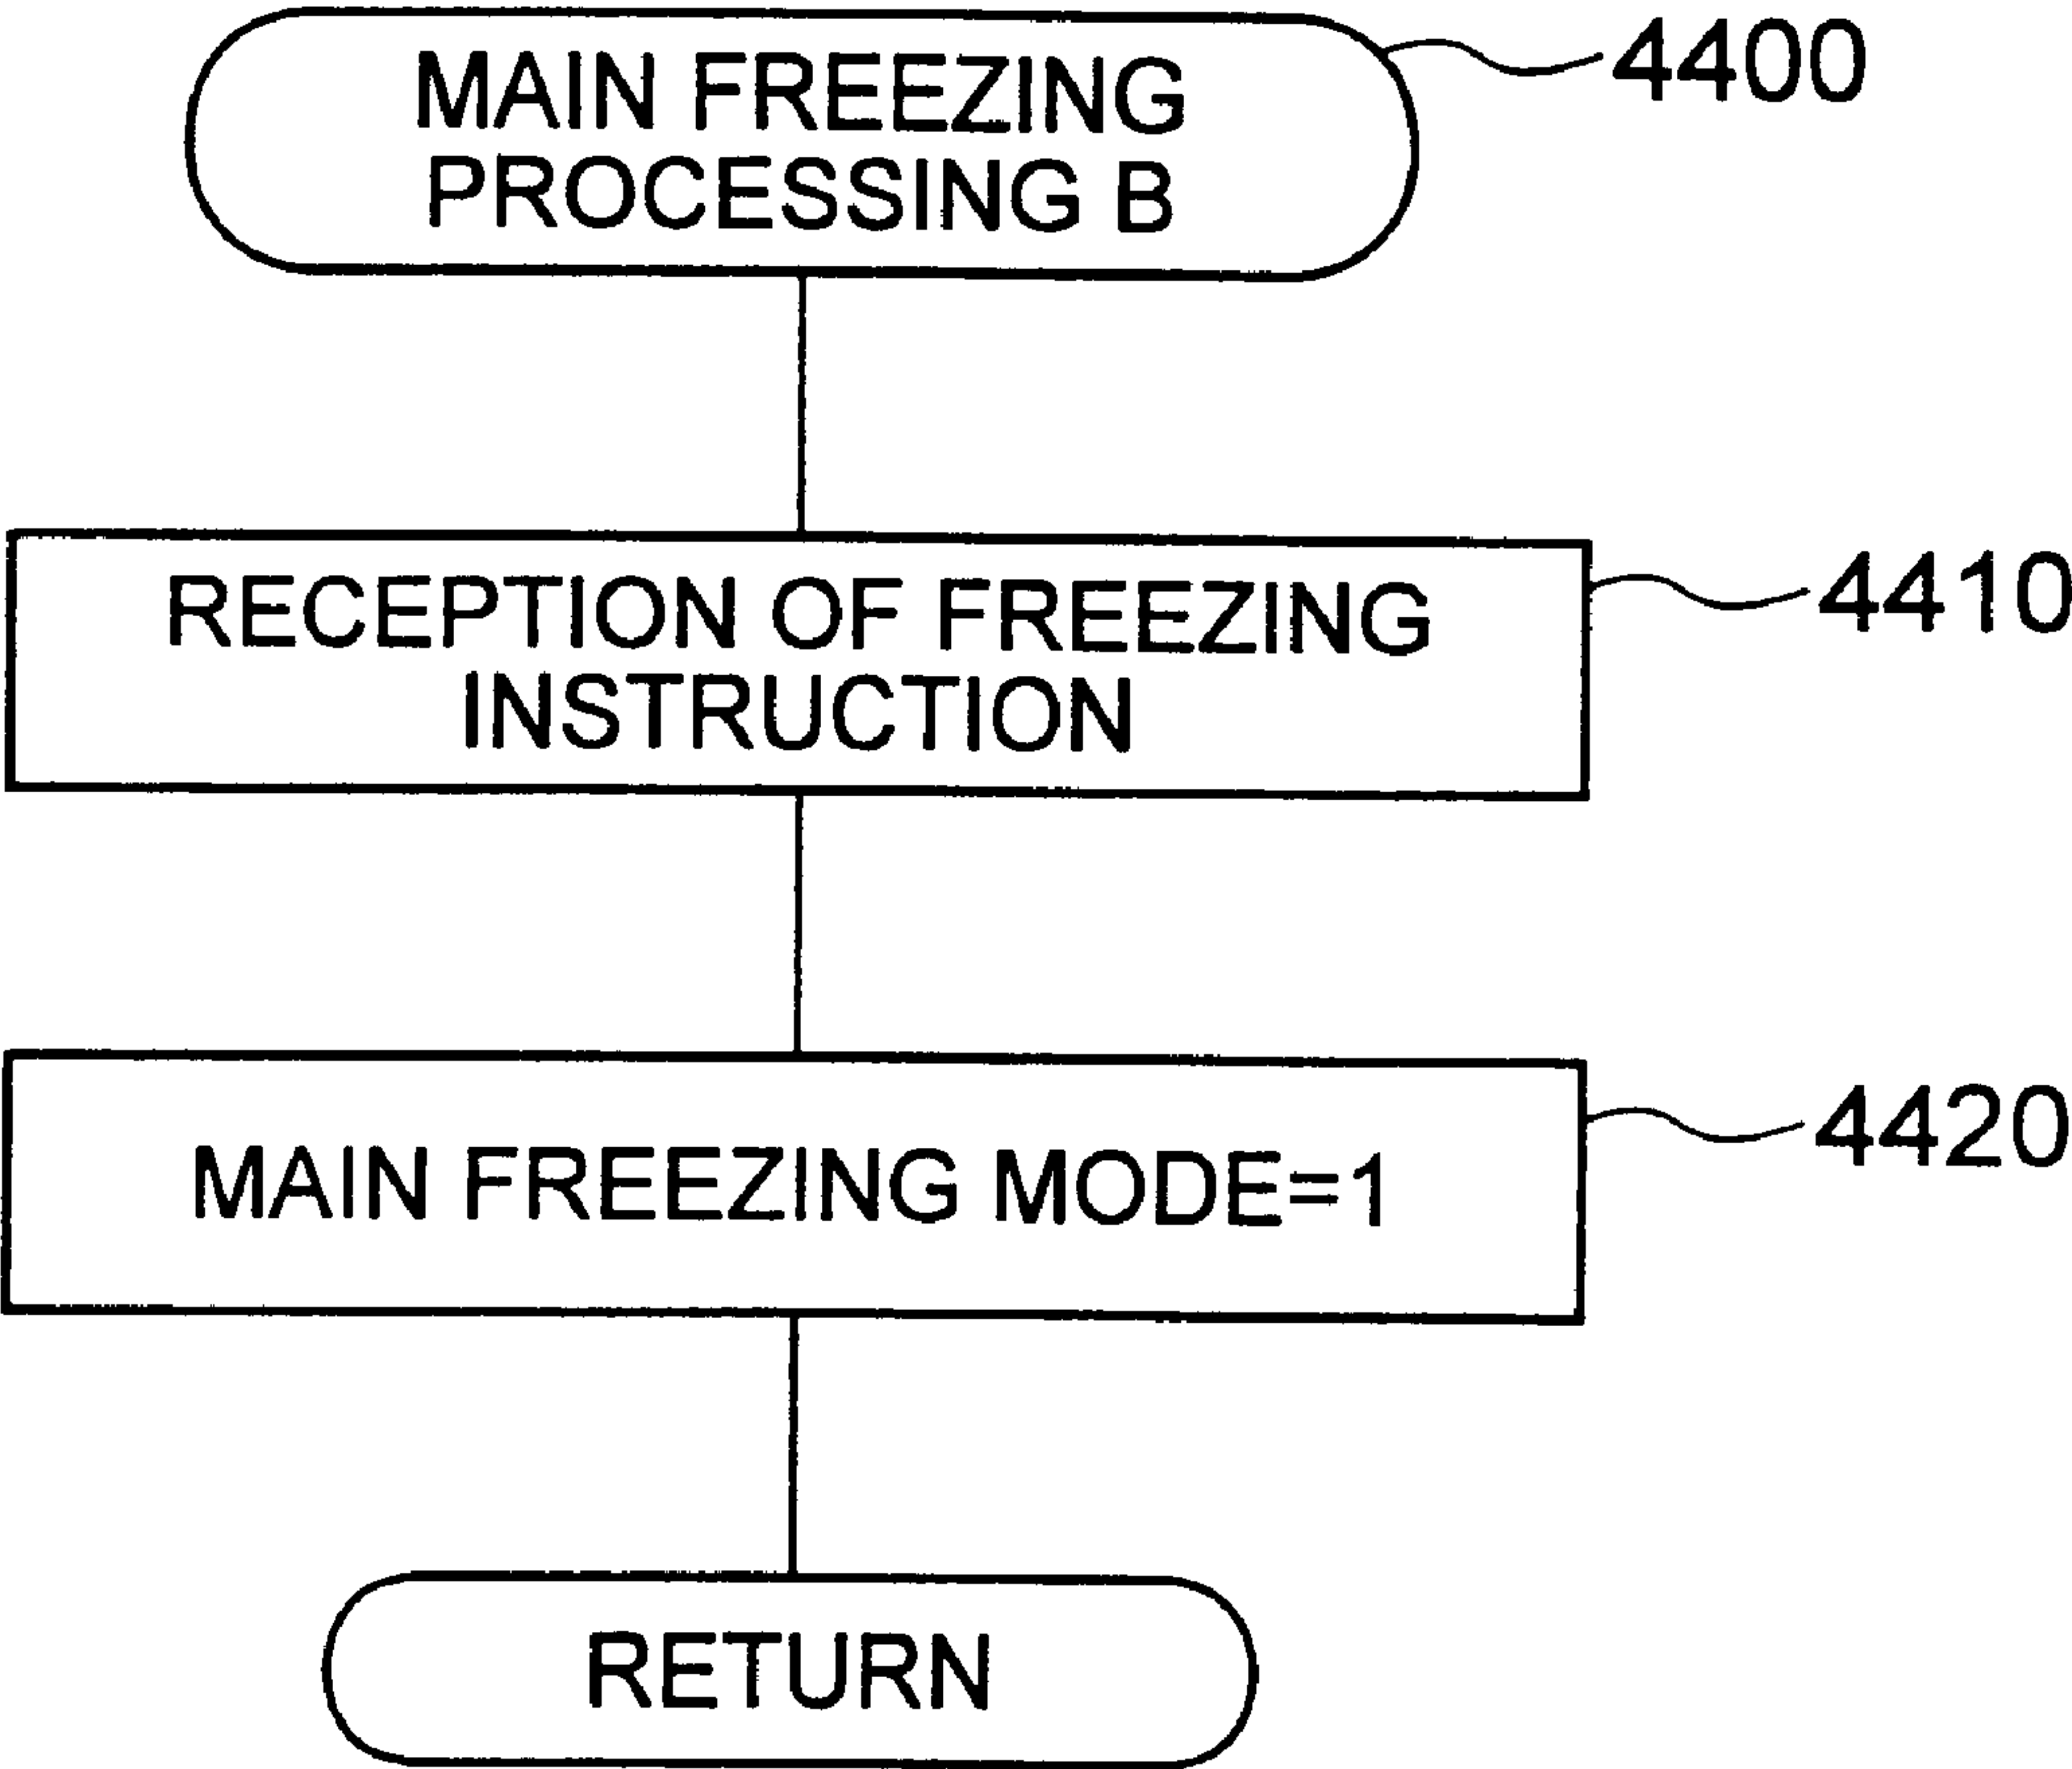 MAIN FREEZING
PROCESSING B
4400
RECEPTION OF FREEZING
INSTRUCTION
4410
MAIN FREEZING MODE=1
4420
RETURN